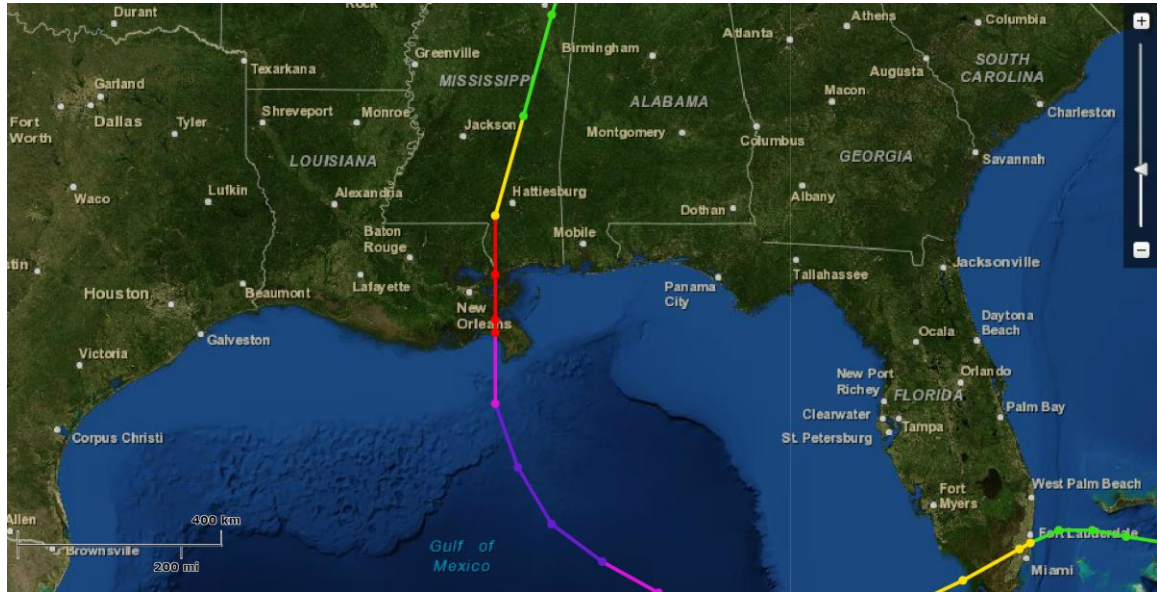 Durant
Rock
Greenville
Birmingham
Atlanta
Athens
Columbia
Texarkana
MISSISSIPP
SOUTH
CAROLINA
Augusta
Garland
Dallas
Fort
Worth
Tyler
Shreveport
Monroe
Jackson
ALABAMA
Macon
Charleston
Montgomery
Columbus
GEORGIA
Savannah
LOUISIANA
Waco
Lufkin
Alexandria
Hattiesburg
Dothan
Albany
Baton
Rouge
Mobile
stin
Houston
Beaumont
Lafayette
New
Orleans
Panama
City
Tallahassee
Jacksonville
Galveston
Daytona
Beach
Ocala
Victoria
New Port
Richey
Orlando
FLORIDA
Clearwater
Tampa
Palm Bay
St. Petersburg
Corpus Christi
Fort
Myers
West Palm Beach
Allen
400 km
Brownsville
200 mi
Gulf of
Mexico
Fort Lauderdale
Miami
+
−